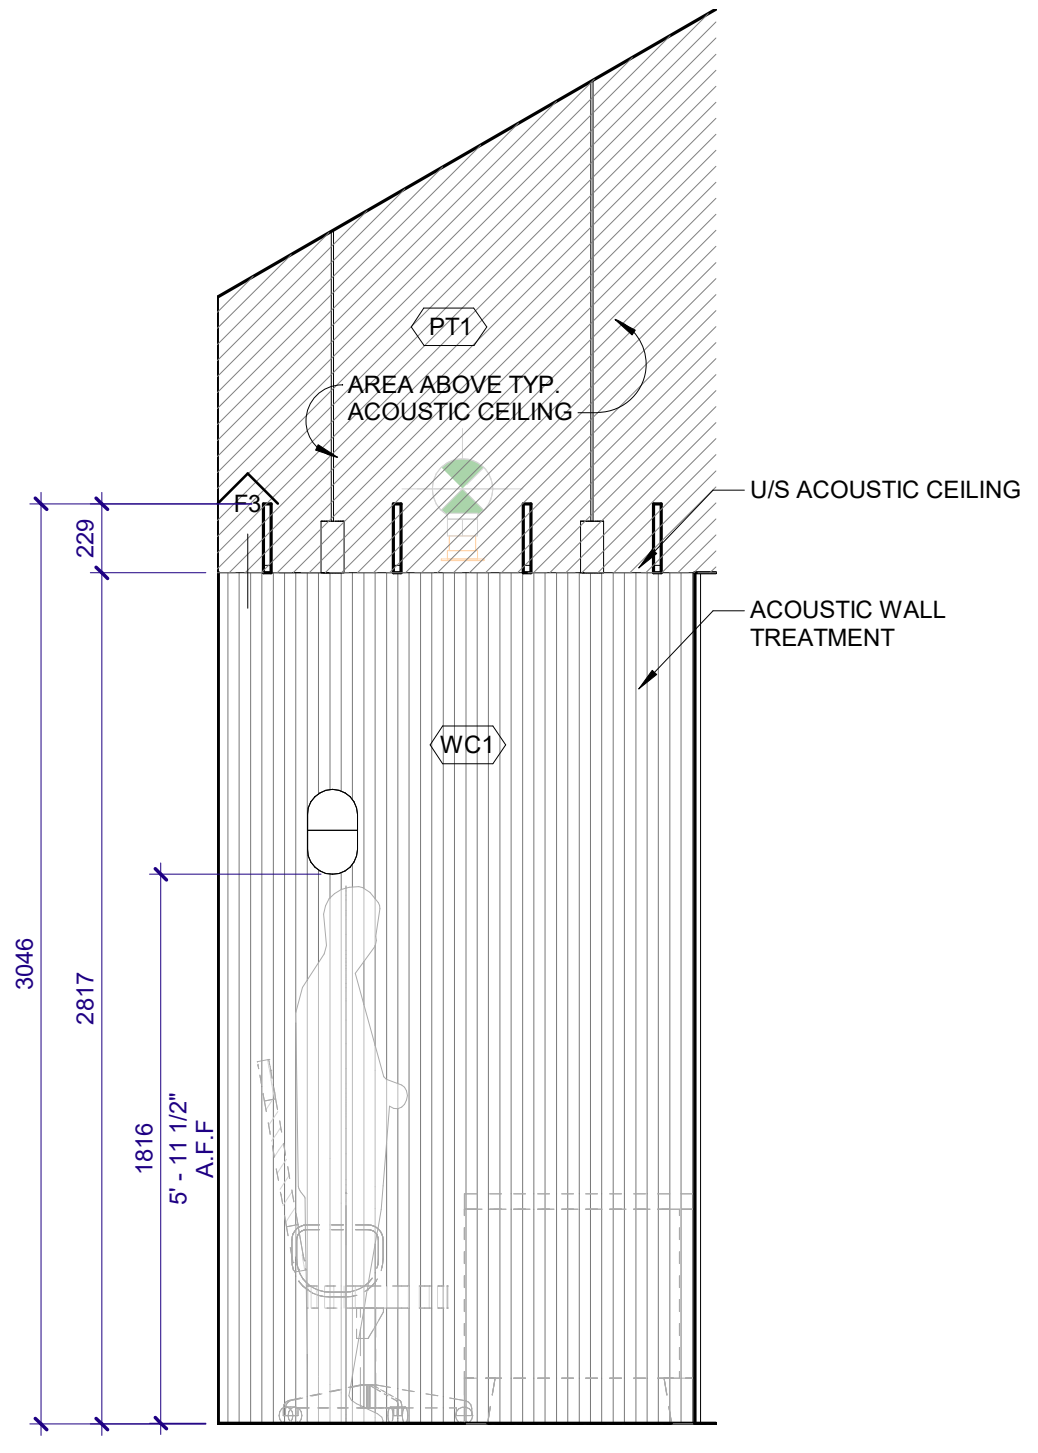 PT1
AREA ABOVE TYP.
ACOUSTIC CEILING
F3
U/S ACOUSTIC CEILING
229
ACOUSTIC WALL
TREATMENT
WC1
3046
2817
1816
5' - 11 1/2"
A.F.F